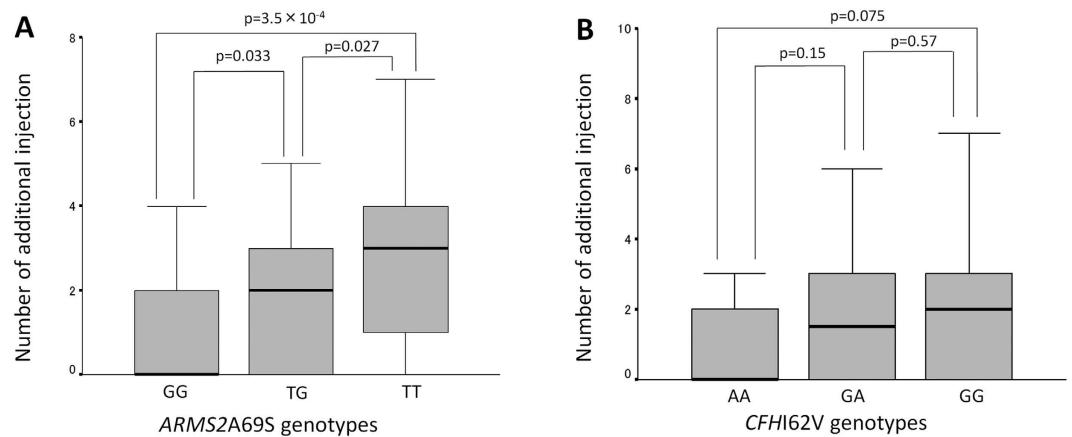 A
p=3.5×10⁻⁴
p=0.033
p=0.027
Number of additional injection
8
6
4
2
0
GG
TG
TT
ARMS2A69S genotypes
B
p=0.075
p=0.15
p=0.57
Number of additional injection
10
8
6
4
2
0
AA
GA
GG
CFHI62V genotypes